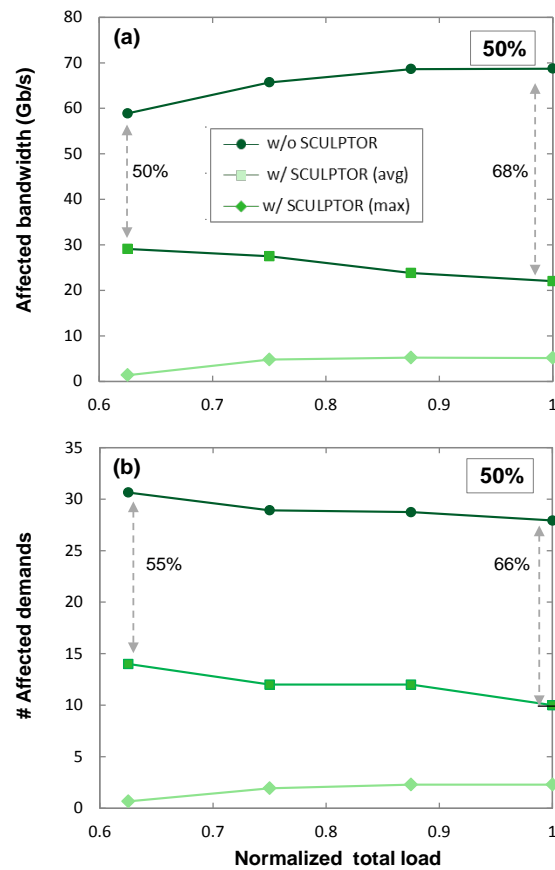 80
70
60
50
40
30
20
10
0
Affected bandwidth (Gb/s)
(a)
50%
w/o SCULPTOR
w/ SCULPTOR (avg)
w/ SCULPTOR (max)
50%
68%
0.6 0.7 0.8 0.9 1
35
30
25
20
15
10
5
0
# Affected demands
(b)
50%
55%
66%
0.6 0.7 0.8 0.9 1
Normalized total load